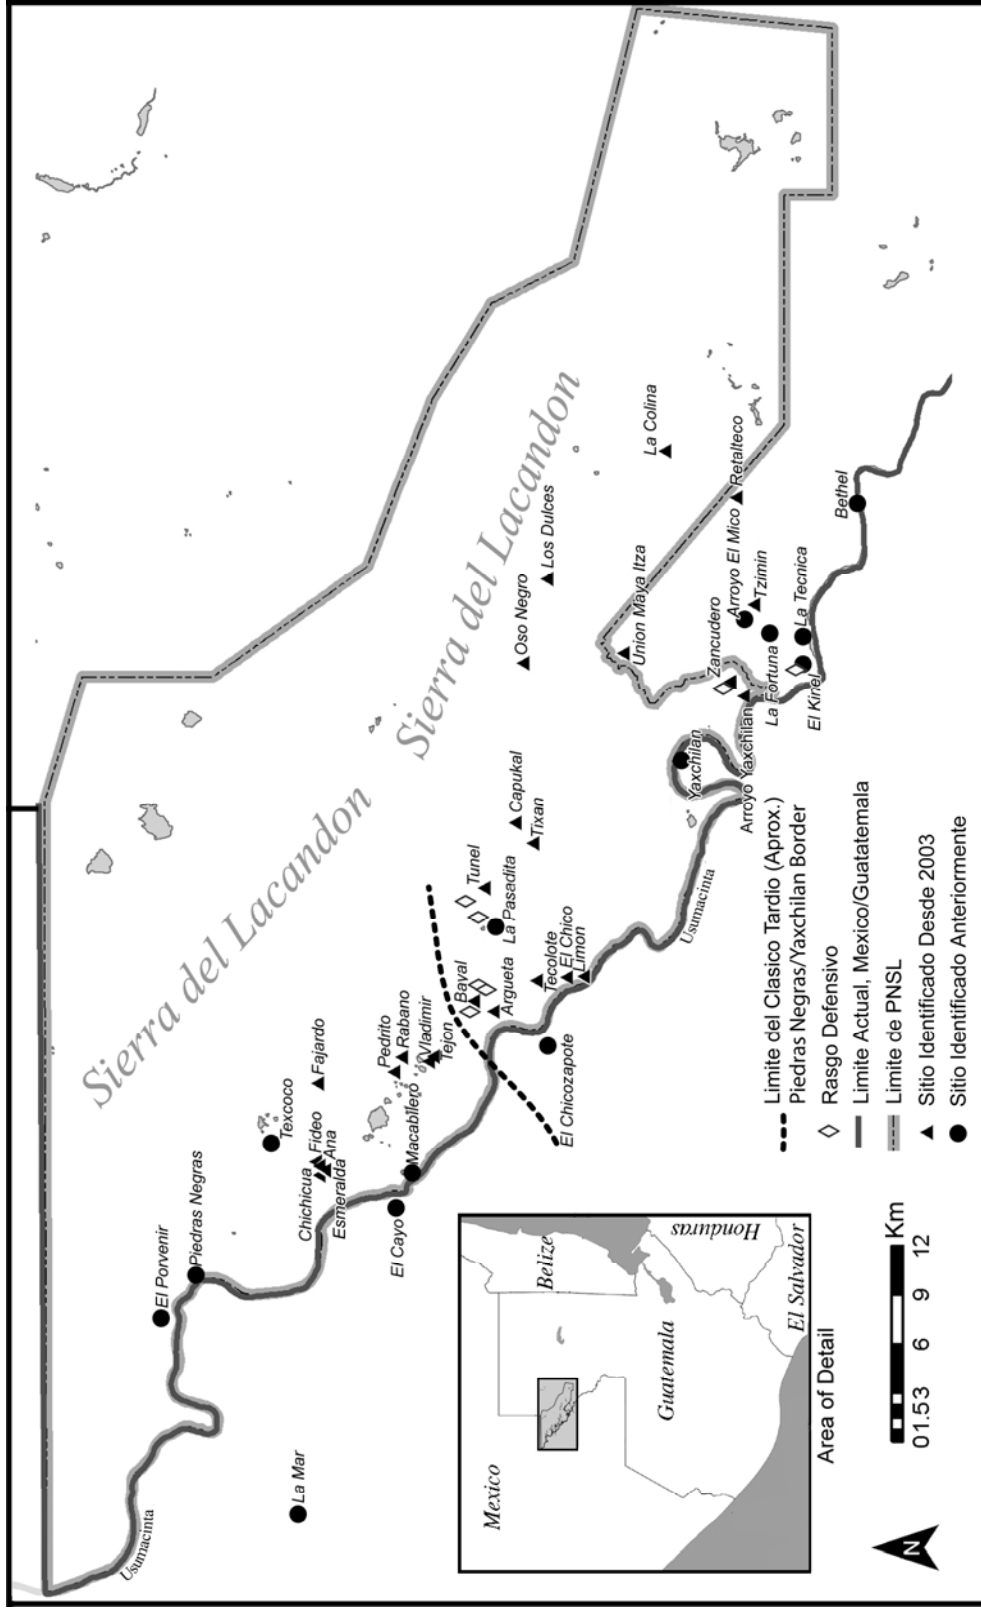 Sierra del Lacandon
Sierra del Lacandon
Usumacinta
El Porvenir
Piedras Negras
La Mar
Texcoco
Fajardo
Chichicua
Fideo
Ana
Esmeralda
El Cayo
Macabilero
Pedrito
Rabano
Vladimir
Tejon
Bayal
Argueta
Tunel
La Pasadita
Capukal
Tixan
Oso Negro
Los Dulces
La Colina
Tecolote
El Chico
Limon
El Chicozapote
Usumacinta
Union Maya Itza
Yaxchilan
Arroyo Yaxchilan
Zancudero
Arroyo El Mico
Retalteco
Tzimin
La Fortuna
La Tecnica
El Kinel
Bethel
Mexico
Belize
Guatemala
Honduras
El Salvador
Area of Detail
N
0 1.5 3 6 9 12
Km
Limite del Clasico Tardio (Aprox.)
Piedras Negras/Yaxchilan Border
Rasgo Defensivo
Limite Actual, Mexico/Guatatemala
Limite de PNSL
Sitio Identificado Desde 2003
Sitio Identificado Anteriormente